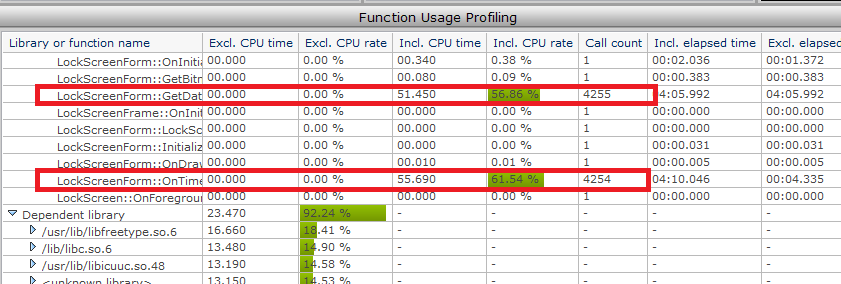 Function Usage Profiling
Library or function name Excl. CPU time Excl. CPU rate Incl. CPU time Incl. CPU rate Call count Incl. elapsed time Excl. elapsed
LockScreenForm::OnInitia 00.000 0.00 % 00.340 0.38 % 1 00:02.036 00:01.372
LockScreenForm::GetBitn 00.000 0.00 % 00.080 0.09 % 1 00:00.383 00:00.383
LockScreenForm::GetDat 00.000 0.00 % 51.450 56.86 % 4255 04:05.992 04:05.992
LockScreenFrame::OnIni 00.000 0.00 % 00.000 0.00 % 1 00:00.000 00:00.000
LockScreenForm::LockSc 00.000 0.00 % 00.000 0.00 % 1 00:00.000 00:00.000
LockScreenForm::Initializ 00.000 0.00 % 00.000 0.00 % 1 00:00.031 00:00.031
LockScreenForm::OnDra 00.000 0.00 % 00.010 0.01 % 1 00:00.005 00:00.005
LockScreenForm::OnTime 00.000 0.00 % 55.690 61.54 % 4254 04:10.046 00:04.335
LockScreen::OnForegrou 00.000 0.00 % 00.000 0.00 % 1 00:00.000 00:00.000
Dependent library 23.470 92.24 % - - - - -
/usr/lib/libfreetype.so.6 16.660 18.41 % - - - - -
/lib/libc.so.6 13.480 14.90 % - - - - -
/usr/lib/libicuuc.so.48 13.190 14.58 % - - - - -
<unknown library> 13.150 14.53 % - - - - -